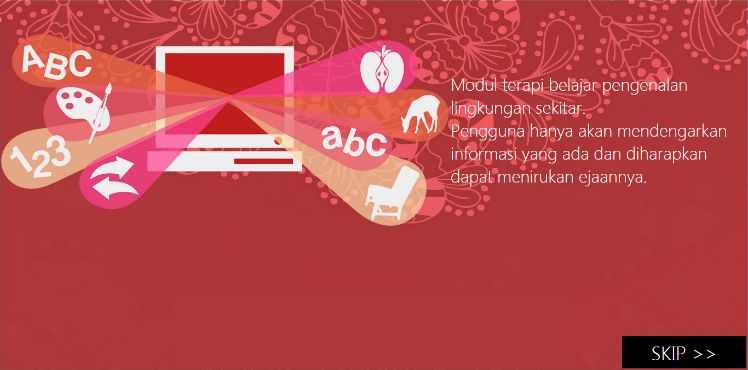 ABC
123
abc
Modul terapi belajar pengenalan
lingkungan sekitar.
Pengguna hanya akan mendengarkan
informasi yang ada dan diharapkan
dapat menirukan ejaannya.
SKIP >>